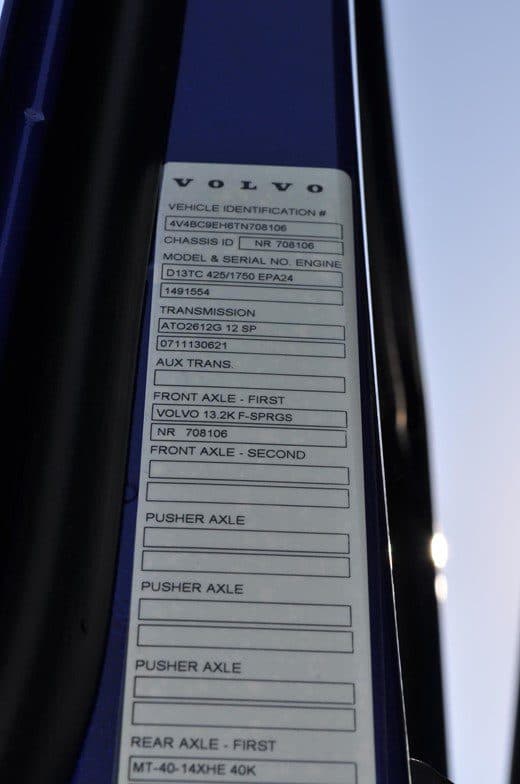 VOLVO
VEHICLE IDENTIFICATION #
4V4BC9EH6TN708106
CHASSIS ID NR 708106
MODEL & SERIAL NO. ENGINE
D13TC 425/1750 EPA24
1491554
TRANSMISSION
ATO2612G 12 SP
0711130621
AUX TRANS.
FRONT AXLE - FIRST
VOLVO 13.2K F-SPRGS
NR 708106
FRONT AXLE - SECOND
PUSHER AXLE
PUSHER AXLE
PUSHER AXLE
REAR AXLE - FIRST
MT-40-14XHE 40K